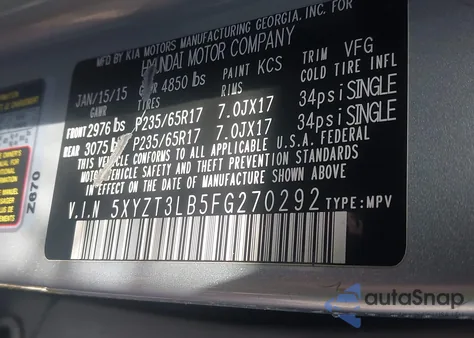 MFD BY KIA MOTORS MANUFACTURING GEORGIA, INC. FOR
HYUNDAI MOTOR COMPANY
JAN/15/15 4850 lbs PAINT KCS TRIM VFG
GAWR TIRES RIMS COLD TIRE INFL
FRONT 2976 lbs P235/65R17 7.0JX17 34psi SINGLE
REAR 3075 lbs P235/65R17 7.0JX17 34psi SINGLE
THIS VEHICLE CONFORMS TO ALL APPLICABLE U.S.A. FEDERAL
MOTOR VEHICLE SAFETY AND THEFT PREVENTION STANDARDS
IN EFFECT ON THE DATE OF MANUFACTURE SHOWN ABOVE.
V.I.N 5XYZT3LB5FG270292 TYPE:MPV
Z670
autoSnap